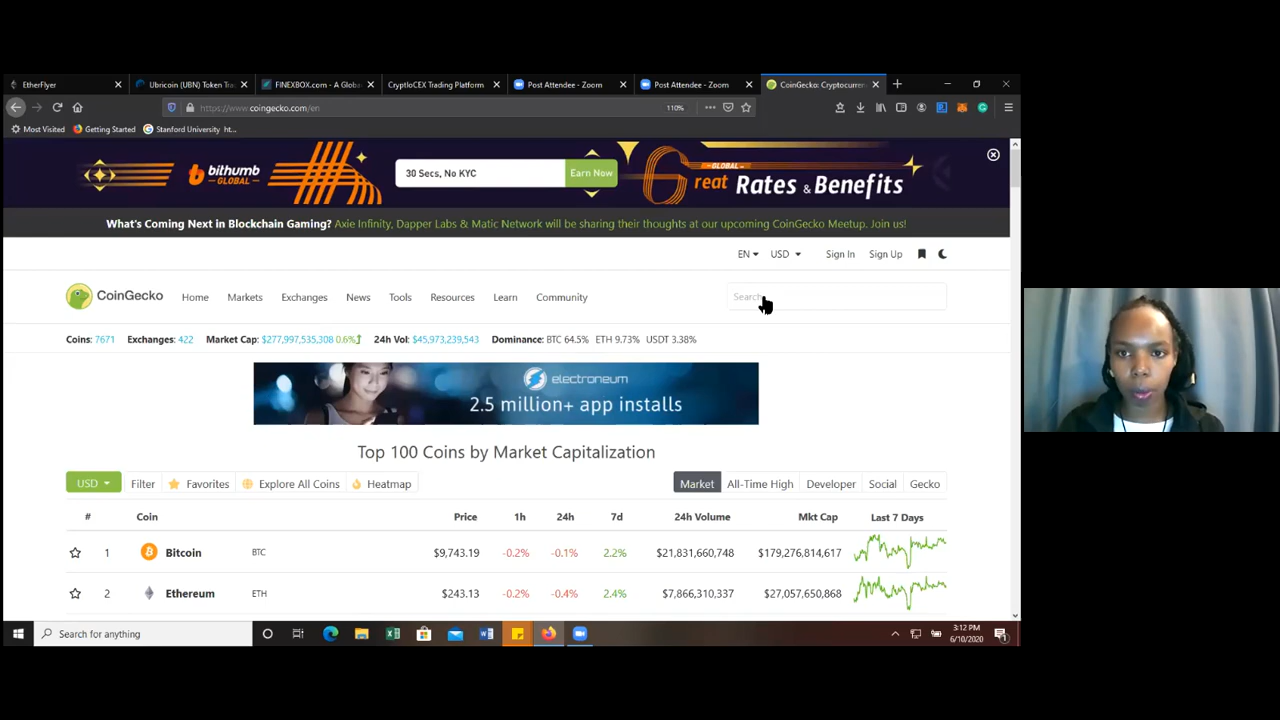 EtherFlyer
Ubricoin (UBN) Token Tra
FINEXBOX.com - A Globa
CryptloCEX Trading Platform
Post Attendee - Zoom
Post Attendee - Zoom
CoinGecko: Cryptocurren
https://www.coingecko.com/en
110%
Most Visited
Getting Started
Stanford University ht...
bithumb
GLOBAL
30 Secs, No KYC
Earn Now
GLOBAL
6reat Rates & Benefits
What's Coming Next in Blockchain Gaming? Axie Infinity, Dapper Labs & Matic Network will be sharing their thoughts at our upcoming CoinGecko Meetup. Join us!
EN USD Sign In Sign Up
CoinGecko Home Markets Exchanges News Tools Resources Learn Community Search
Coins: 7671 Exchanges: 422 Market Cap: $277,997,535,308 0.6% 24h Vol: $45,973,239,543 Dominance: BTC 64.5% ETH 9.73% USDT 3.38%
electroneum
2.5 million+ app installs
Top 100 Coins by Market Capitalization
USD Filter Favorites Explore All Coins Heatmap Market All-Time High Developer Social Gecko
# Coin Price 1h 24h 7d 24h Volume Mkt Cap Last 7 Days
1 Bitcoin BTC $9,743.19 -0.2% -0.1% 2.2% $21,831,660,748 $179,276,814,617
2 Ethereum ETH $243.13 -0.2% -0.4% 2.4% $7,866,310,337 $27,057,650,868
Search for anything
3:12 PM
6/10/2020